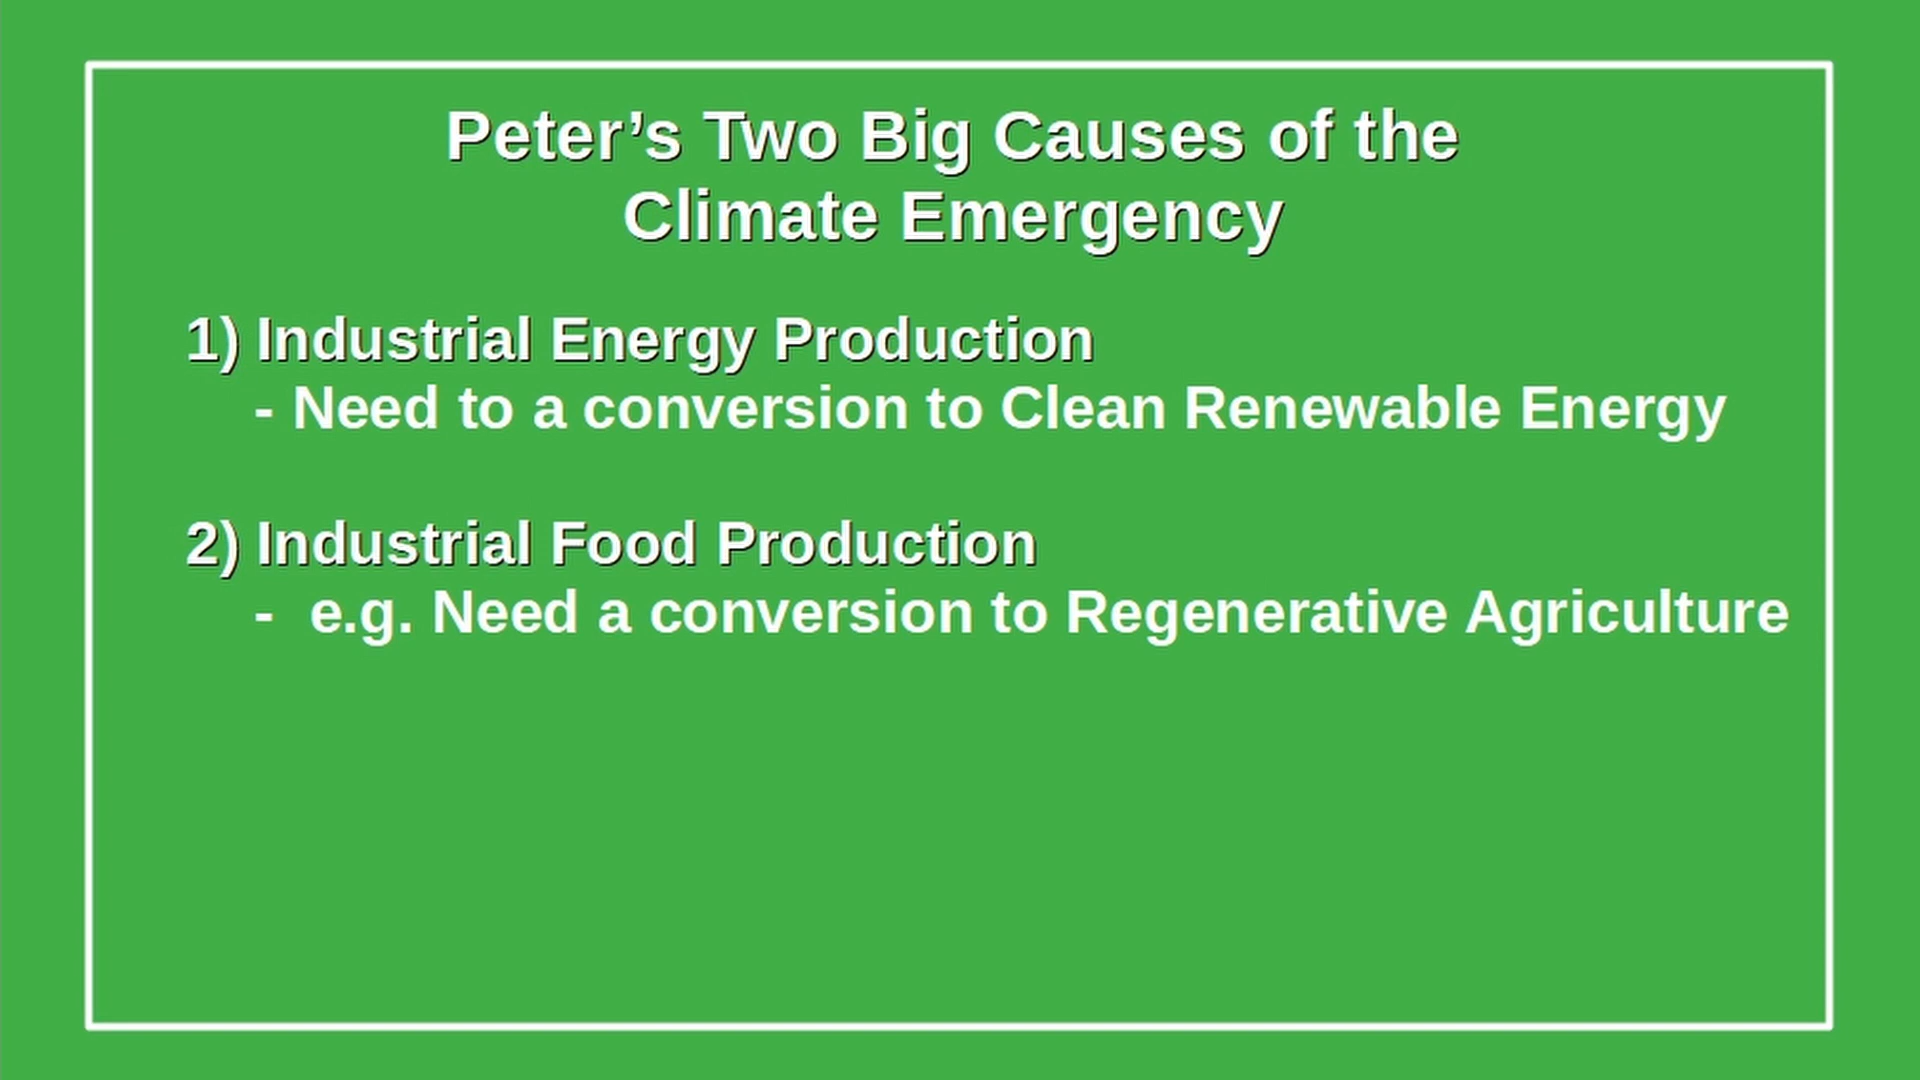 Peter’s Two Big Causes of the
Climate Emergency
1) Industrial Energy Production
- Need to a conversion to Clean Renewable Energy
2) Industrial Food Production
- e.g. Need a conversion to Regenerative Agriculture